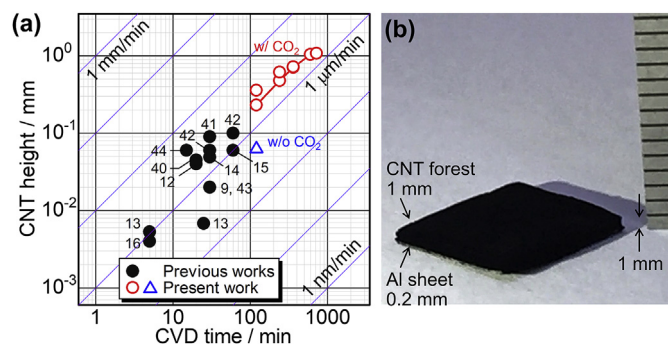 (a)
CNT height / mm
10⁰
10⁻¹
10⁻²
10⁻³
1 mm/min
w/ CO₂
1 μm/min
41
42
42
44
w/o CO₂
40
12
14
15
9, 43
13
13
16
1 nm/min
Previous works
Present work
1
10
100
1000
CVD time / min
(b)
CNT forest
1 mm
Al sheet
0.2 mm
1 mm